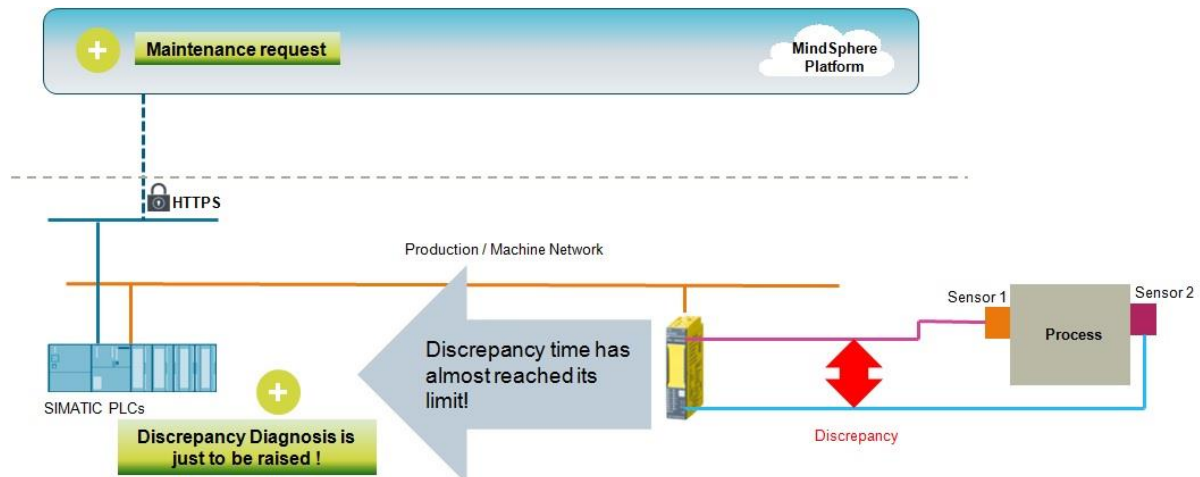 Maintenance request
MindSphere
Platform
HTTPS
Production / Machine Network
Sensor 1
Sensor 2
Process
Discrepancy time has
almost reached its
limit!
SIMATIC PLCs
Discrepancy
Discrepancy Diagnosis is
just to be raised !